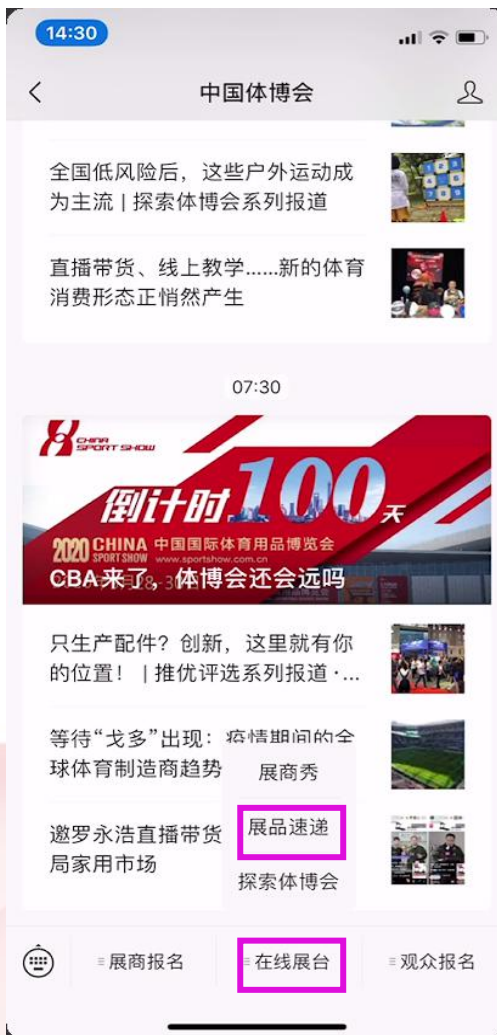 14:30
中国体博会
全国低风险后，这些户外运动成
为主流 | 探索体博会系列报道
直播带货、线上教学......新的体育
消费形态正悄然产生
07:30
CHINA
SPORT SHOW
倒计时100天
2020 CHINA 中国国际体育用品博览会
SPORT SHOW www.sportshow.com.cn
CBA来了，体博会还会远吗
只生产配件？创新，这里就有你
的位置！ | 推优评选系列报道·...
等待“戈多”出现：疫情期间的全
球体育制造商趋势
展商秀
邀罗永浩直播带货
展品速递
局家用市场
探索体博会
展商报名
在线展台
观众报名